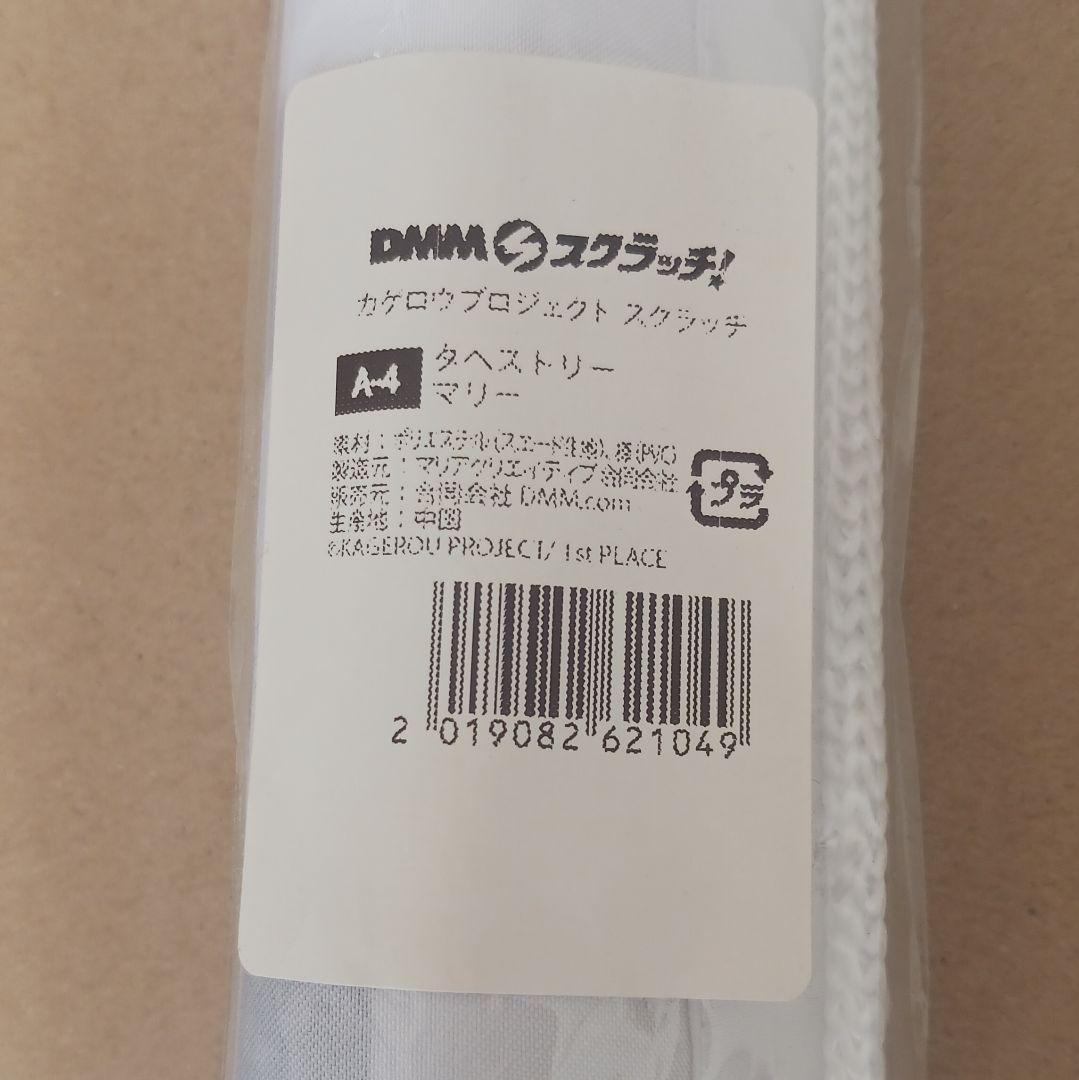 DMMスクラッチ!
カゲロウプロジェクト スクラッチ
A-4
タペストリー
マリー
素材：ポリエステル(スエード生地)、棒(PVC)
製造元：マリアクリエイティブ合同会社
販売元：合同会社 DMM.com
生産地：中国
プラ
©KAGEROU PROJECT/ 1st PLACE
2 019082 621049